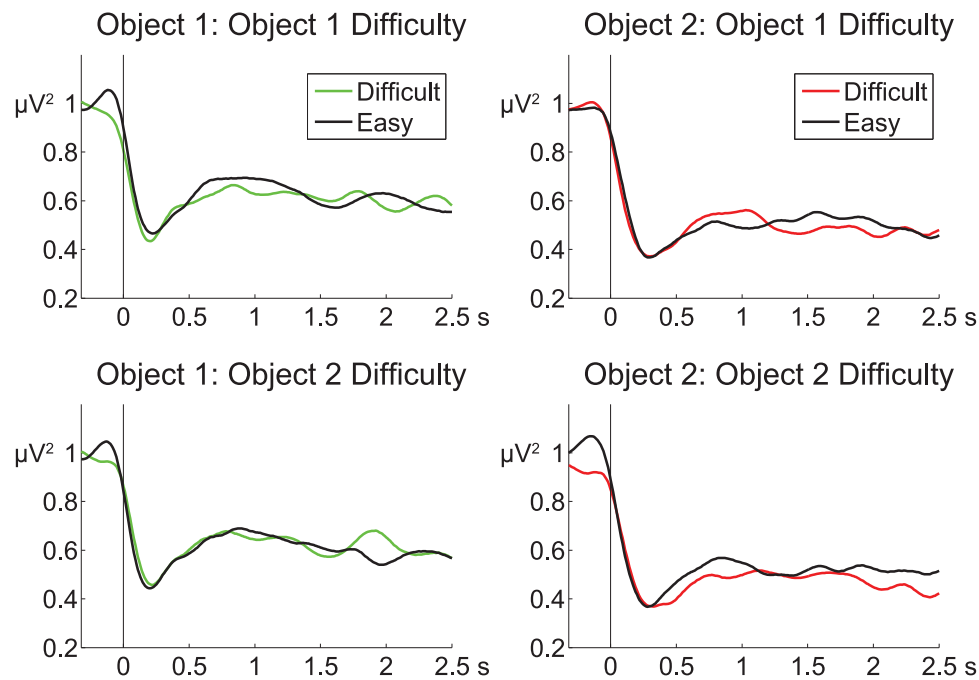 Object 1: Object 1 Difficulty
µV²
1
0.8
0.6
0.4
0.2
Difficult
Easy
0 0.5 1 1.5 2 2.5 s
Object 2: Object 1 Difficulty
µV²
1
0.8
0.6
0.4
0.2
Difficult
Easy
0 0.5 1 1.5 2 2.5 s
Object 1: Object 2 Difficulty
µV²
1
0.8
0.6
0.4
0.2
0 0.5 1 1.5 2 2.5 s
Object 2: Object 2 Difficulty
µV²
1
0.8
0.6
0.4
0.2
0 0.5 1 1.5 2 2.5 s